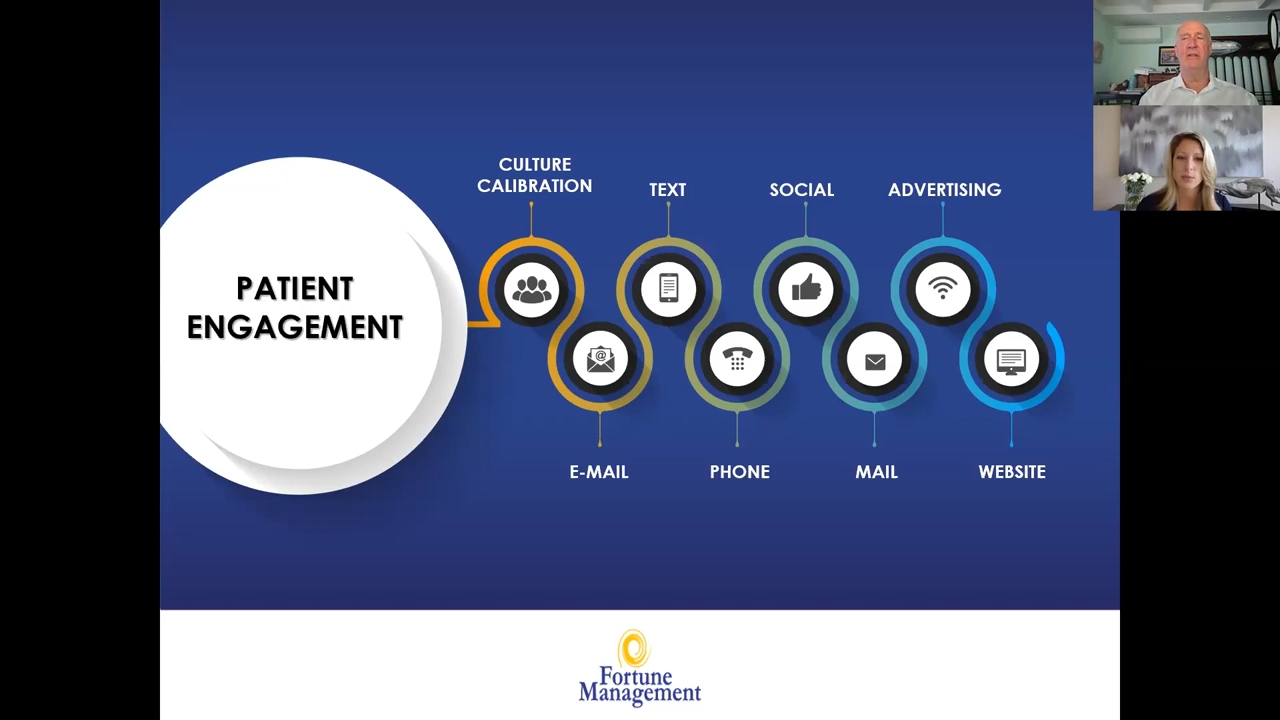 PATIENT
ENGAGEMENT
CULTURE
CALIBRATION
TEXT
SOCIAL
ADVERTISING
@
E-MAIL
PHONE
MAIL
WEBSITE
Fortune
Management